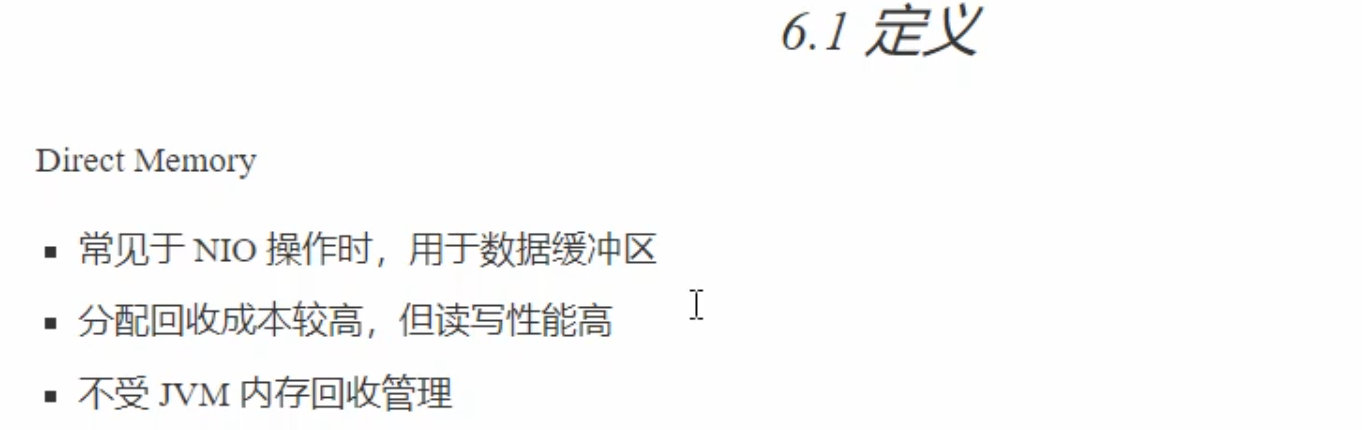 6.1 定义
Direct Memory
▪ 常见于 NIO 操作时，用于数据缓冲区
▪ 分配回收成本较高，但读写性能高
▪ 不受 JVM 内存回收管理